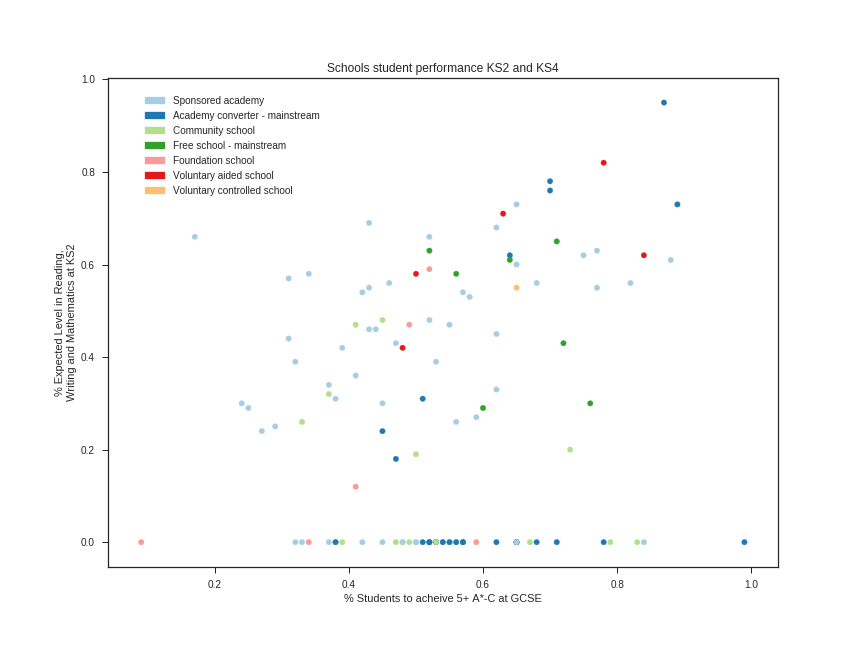 Schools student performance KS2 and KS4
1.0
0.8
0.6
0.4
0.2
0.0
% Expected Level in Reading,
Writing and Mathematics at KS2
Sponsored academy
Academy converter - mainstream
Community school
Free school - mainstream
Foundation school
Voluntary aided school
Voluntary controlled school
0.2
0.4
0.6
0.8
1.0
% Students to acheive 5+ A*-C at GCSE